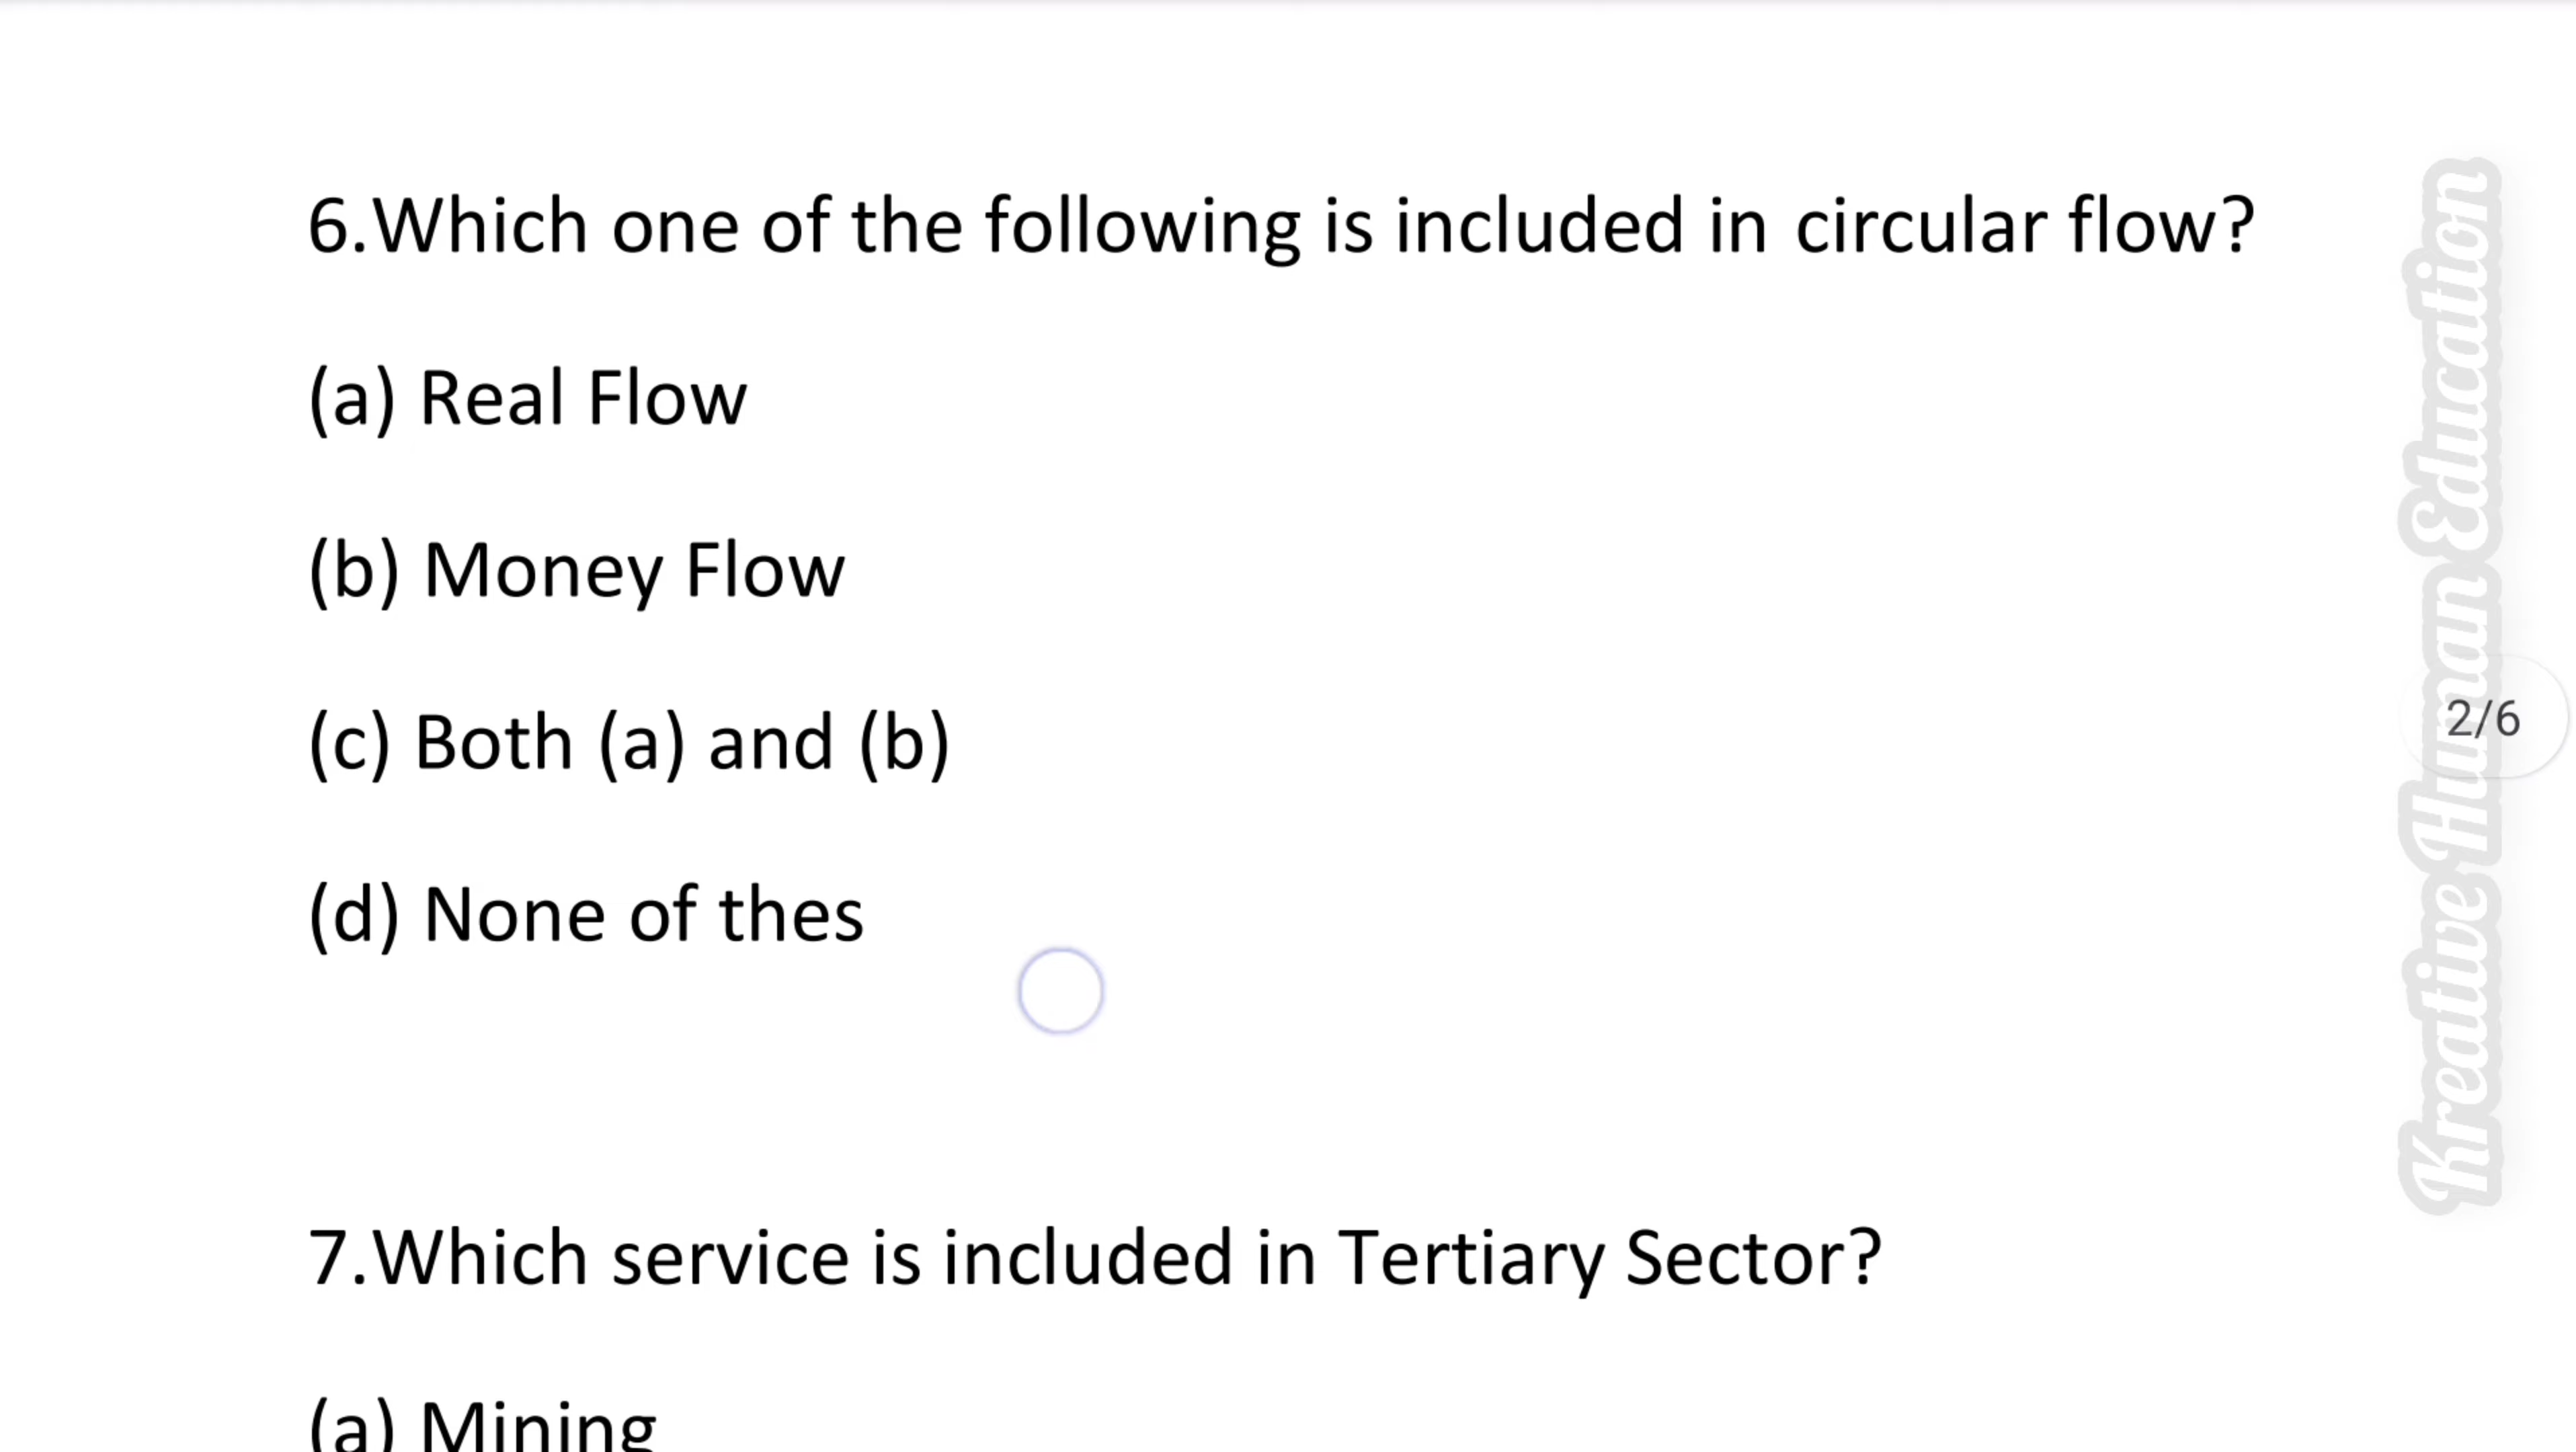 6.Which one of the following is included in circular flow?
(a) Real Flow
(b) Money Flow
(c) Both (a) and (b)
(d) None of thes
7.Which service is included in Tertiary Sector?
(a) Mining
Kreative Human Education
2/6